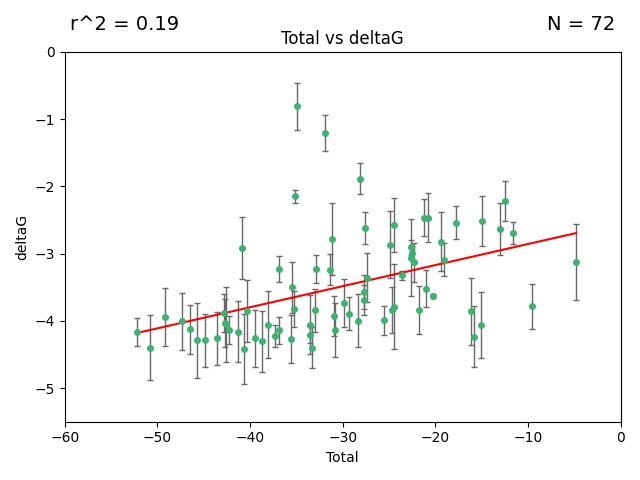 r^2 = 0.19
N = 72
Total vs deltaG
0
−1
−2
−3
−4
−5
deltaG
−60 −50 −40 −30 −20 −10 0
Total